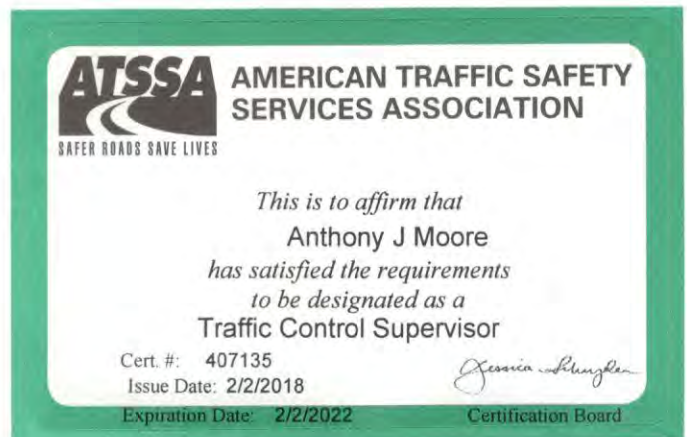 ATSSA
SAFER ROADS SAVE LIVES
AMERICAN TRAFFIC SAFETY
SERVICES ASSOCIATION
This is to affirm that
Anthony J Moore
has satisfied the requirements
to be designated as a
Traffic Control Supervisor
Cert. #: 407135
Issue Date: 2/2/2018
Expiration Date: 2/2/2022
Jessica
Certification Board